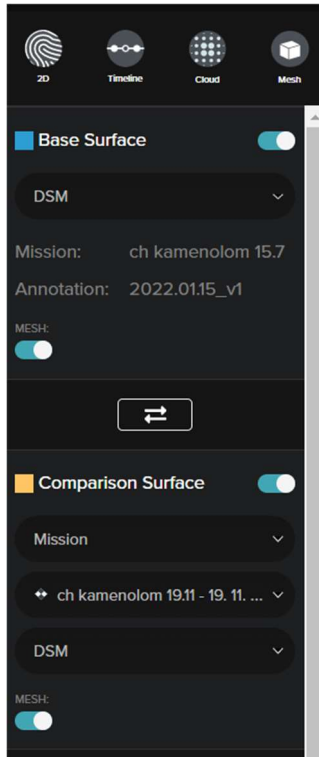 2D Timeline Cloud Mesh
Base Surface
DSM
Mission: ch kamenolom 15.7
Annotation: 2022.01.15_v1
MESH:
Comparison Surface
Mission
ch kamenolom 19.11 - 19. 11. ...
DSM
MESH: